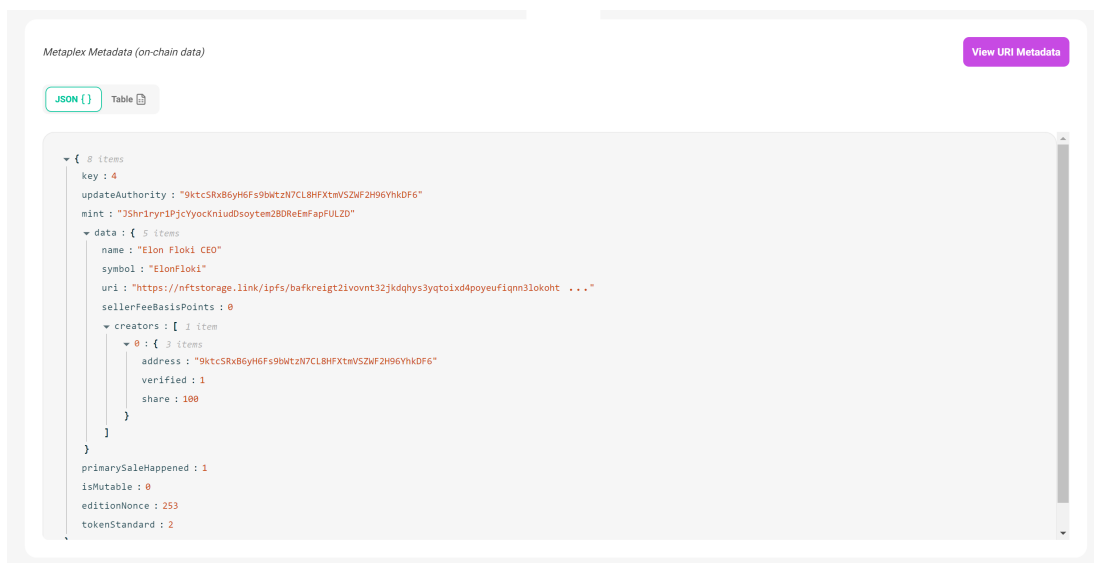 Metaplex Metadata (on-chain data)
View URI Metadata
JSON { }
Table
{ 8 items
key : 4
updateAuthority : "9ktcSRxB6yH6Fs9bWtzN7CL8HFXtmVSZWF2H96YhkDF6"
mint : "JShr1ryr1PjcYyocKniudDsoytem2BDReEmFapFULZD"
data : { 5 items
name : "Elon Floki CEO"
symbol : "ElonFloki"
uri : "https://nftstorage.link/ipfs/bafkreigt2ivovnt32jkdqhys3yqtoixd4poyeufiqnn3lokoht ..."
sellerFeeBasisPoints : 0
creators : [ 1 item
0 : { 3 items
address : "9ktcSRxB6yH6Fs9bWtzN7CL8HFXtmVSZWF2H96YhkDF6"
verified : 1
share : 100
}
]
}
primarySaleHappened : 1
isMutable : 0
editionNonce : 253
tokenStandard : 2